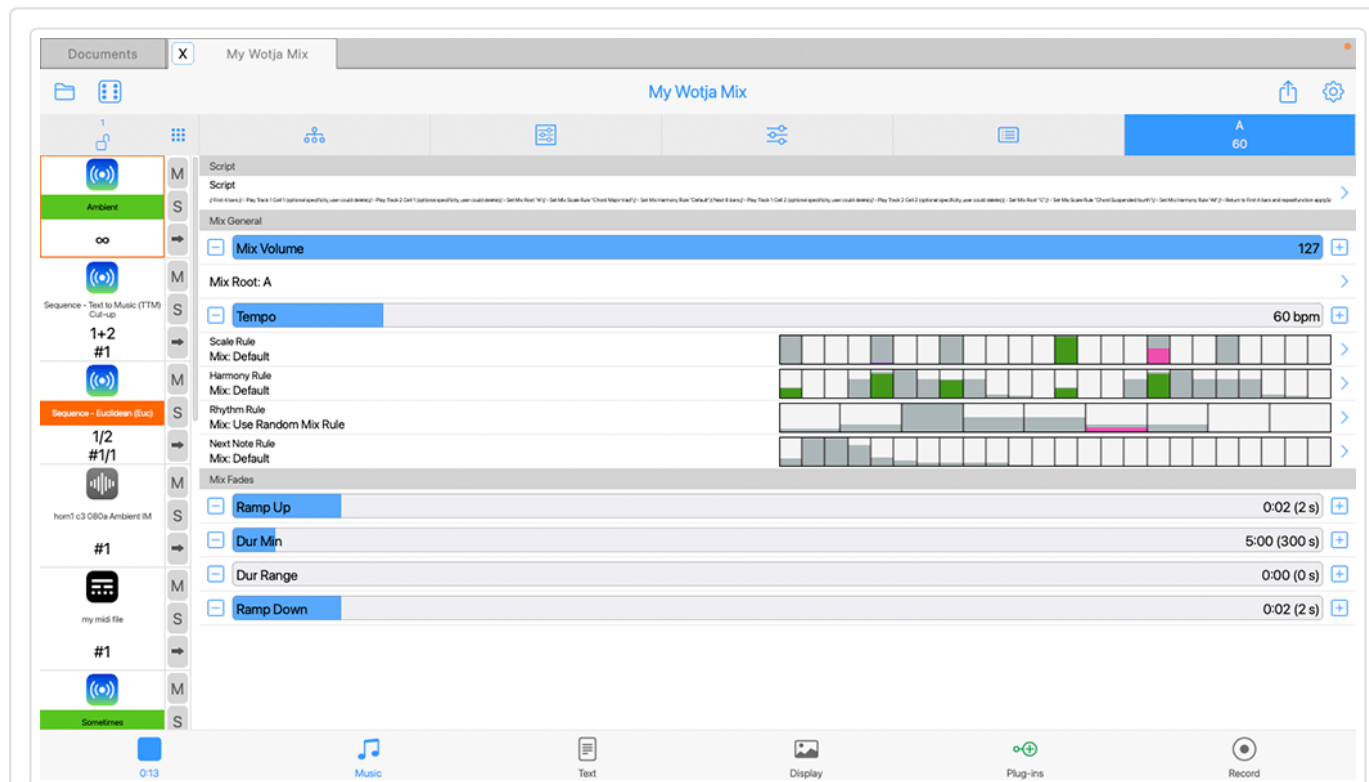 Documents
X
My Wotja Mix
My Wotja Mix
1
A
60
Ambient
∞
M
S
Sequence - Text to Music (TTM)
Cut-up
1+2
#1
M
S
Sequence - Euclidean (Euc)
1/2
#1/1
M
S
horn1 c3 080a Ambient IM
#1
M
S
my midi file
#1
M
S
Sometimes
M
S
Script
Script
Mix General
Mix Volume 127
Mix Root: A
Tempo 60 bpm
Scale Rule
Mix: Default
Harmony Rule
Mix: Default
Rhythm Rule
Mix: Use Random Mix Rule
Next Note Rule
Mix: Default
Mix Fades
Ramp Up 0:02 (2 s)
Dur Min 5:00 (300 s)
Dur Range 0:00 (0 s)
Ramp Down 0:02 (2 s)
0:13
Music
Text
Display
Plug-ins
Record